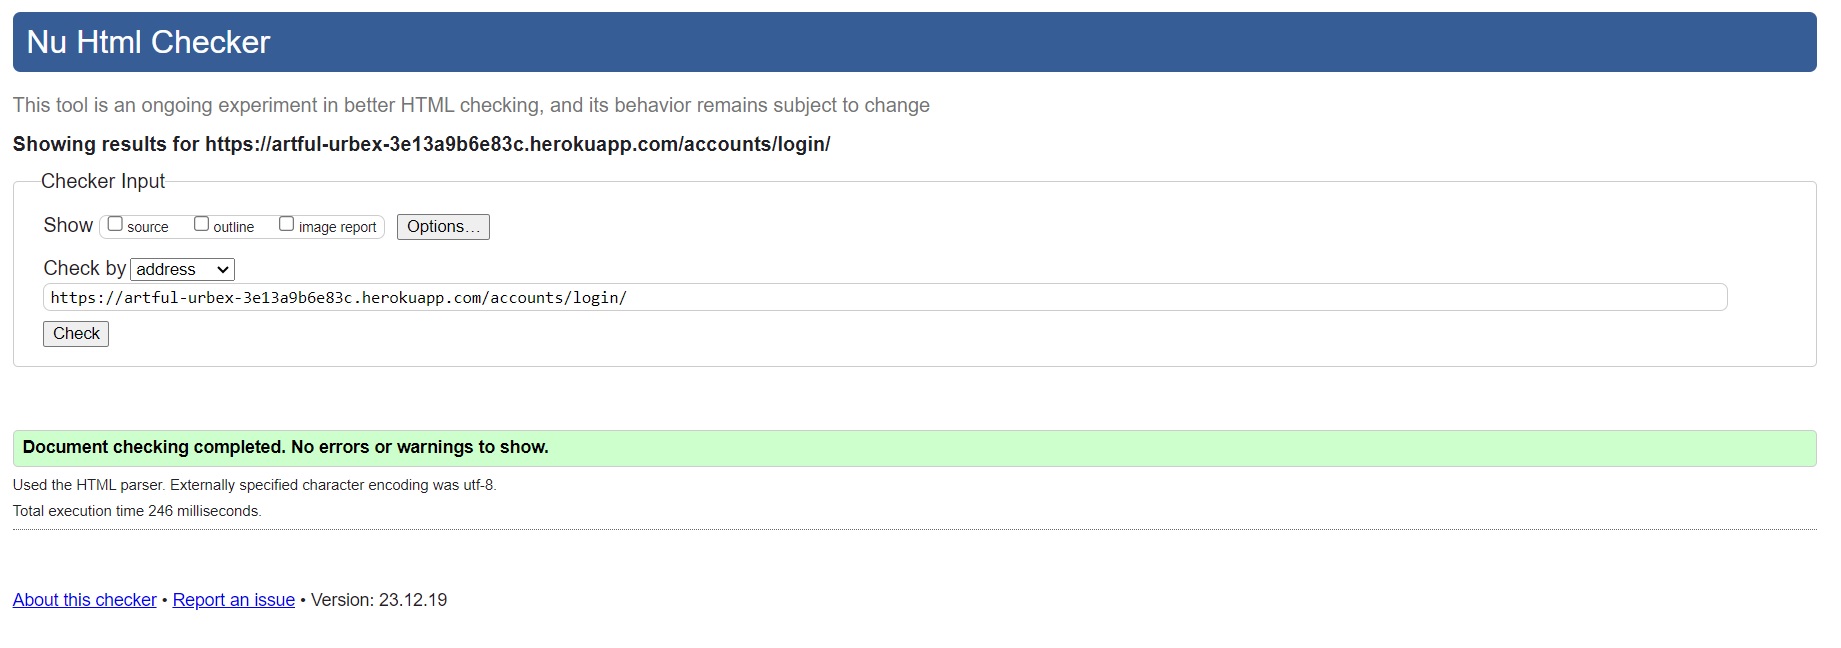 Nu Html Checker
This tool is an ongoing experiment in better HTML checking, and its behavior remains subject to change
Showing results for https://artful-urbex-3e13a9b6e83c.herokuapp.com/accounts/login/
Checker Input
Show source outline image report Options...
Check by address
https://artful-urbex-3e13a9b6e83c.herokuapp.com/accounts/login/
Check
Document checking completed. No errors or warnings to show.
Used the HTML parser. Externally specified character encoding was utf-8.
Total execution time 246 milliseconds.
About this checker • Report an issue • Version: 23.12.19